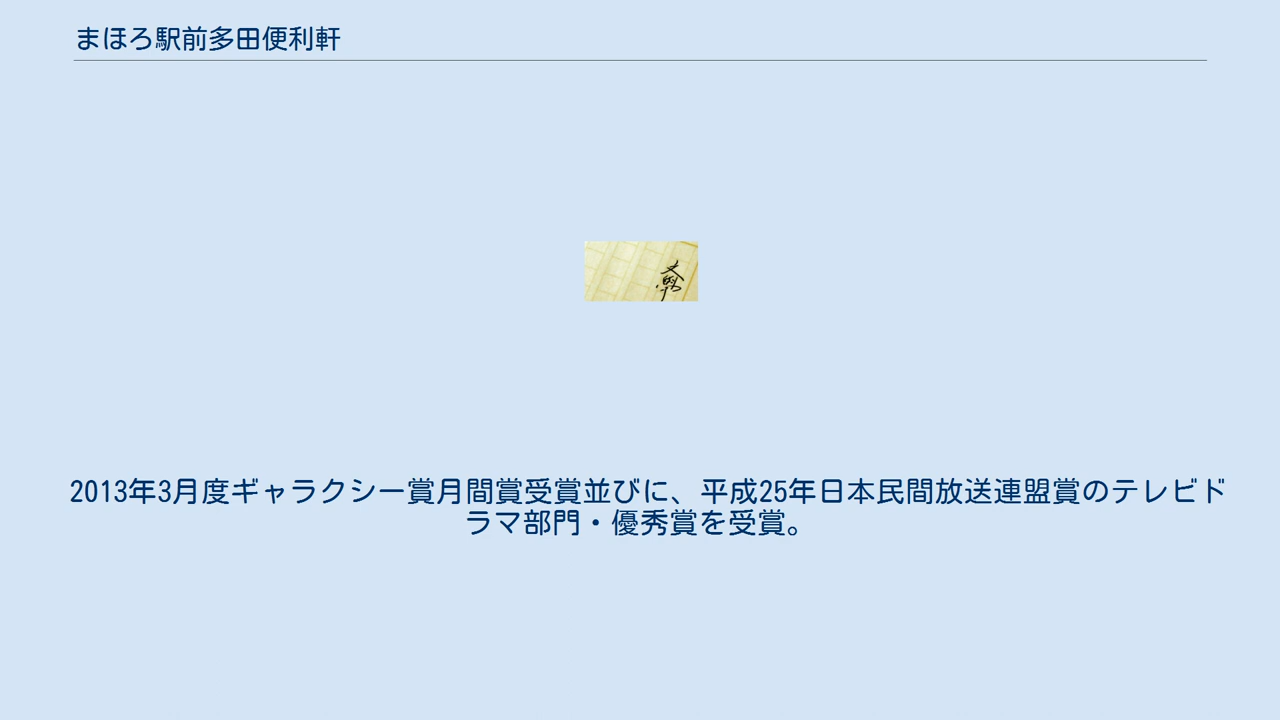 まほろ駅前多田便利軒
2013年3月度ギャラクシー賞月間賞受賞並びに、平成25年日本民間放送連盟賞のテレビド
ラマ部門・優秀賞を受賞。